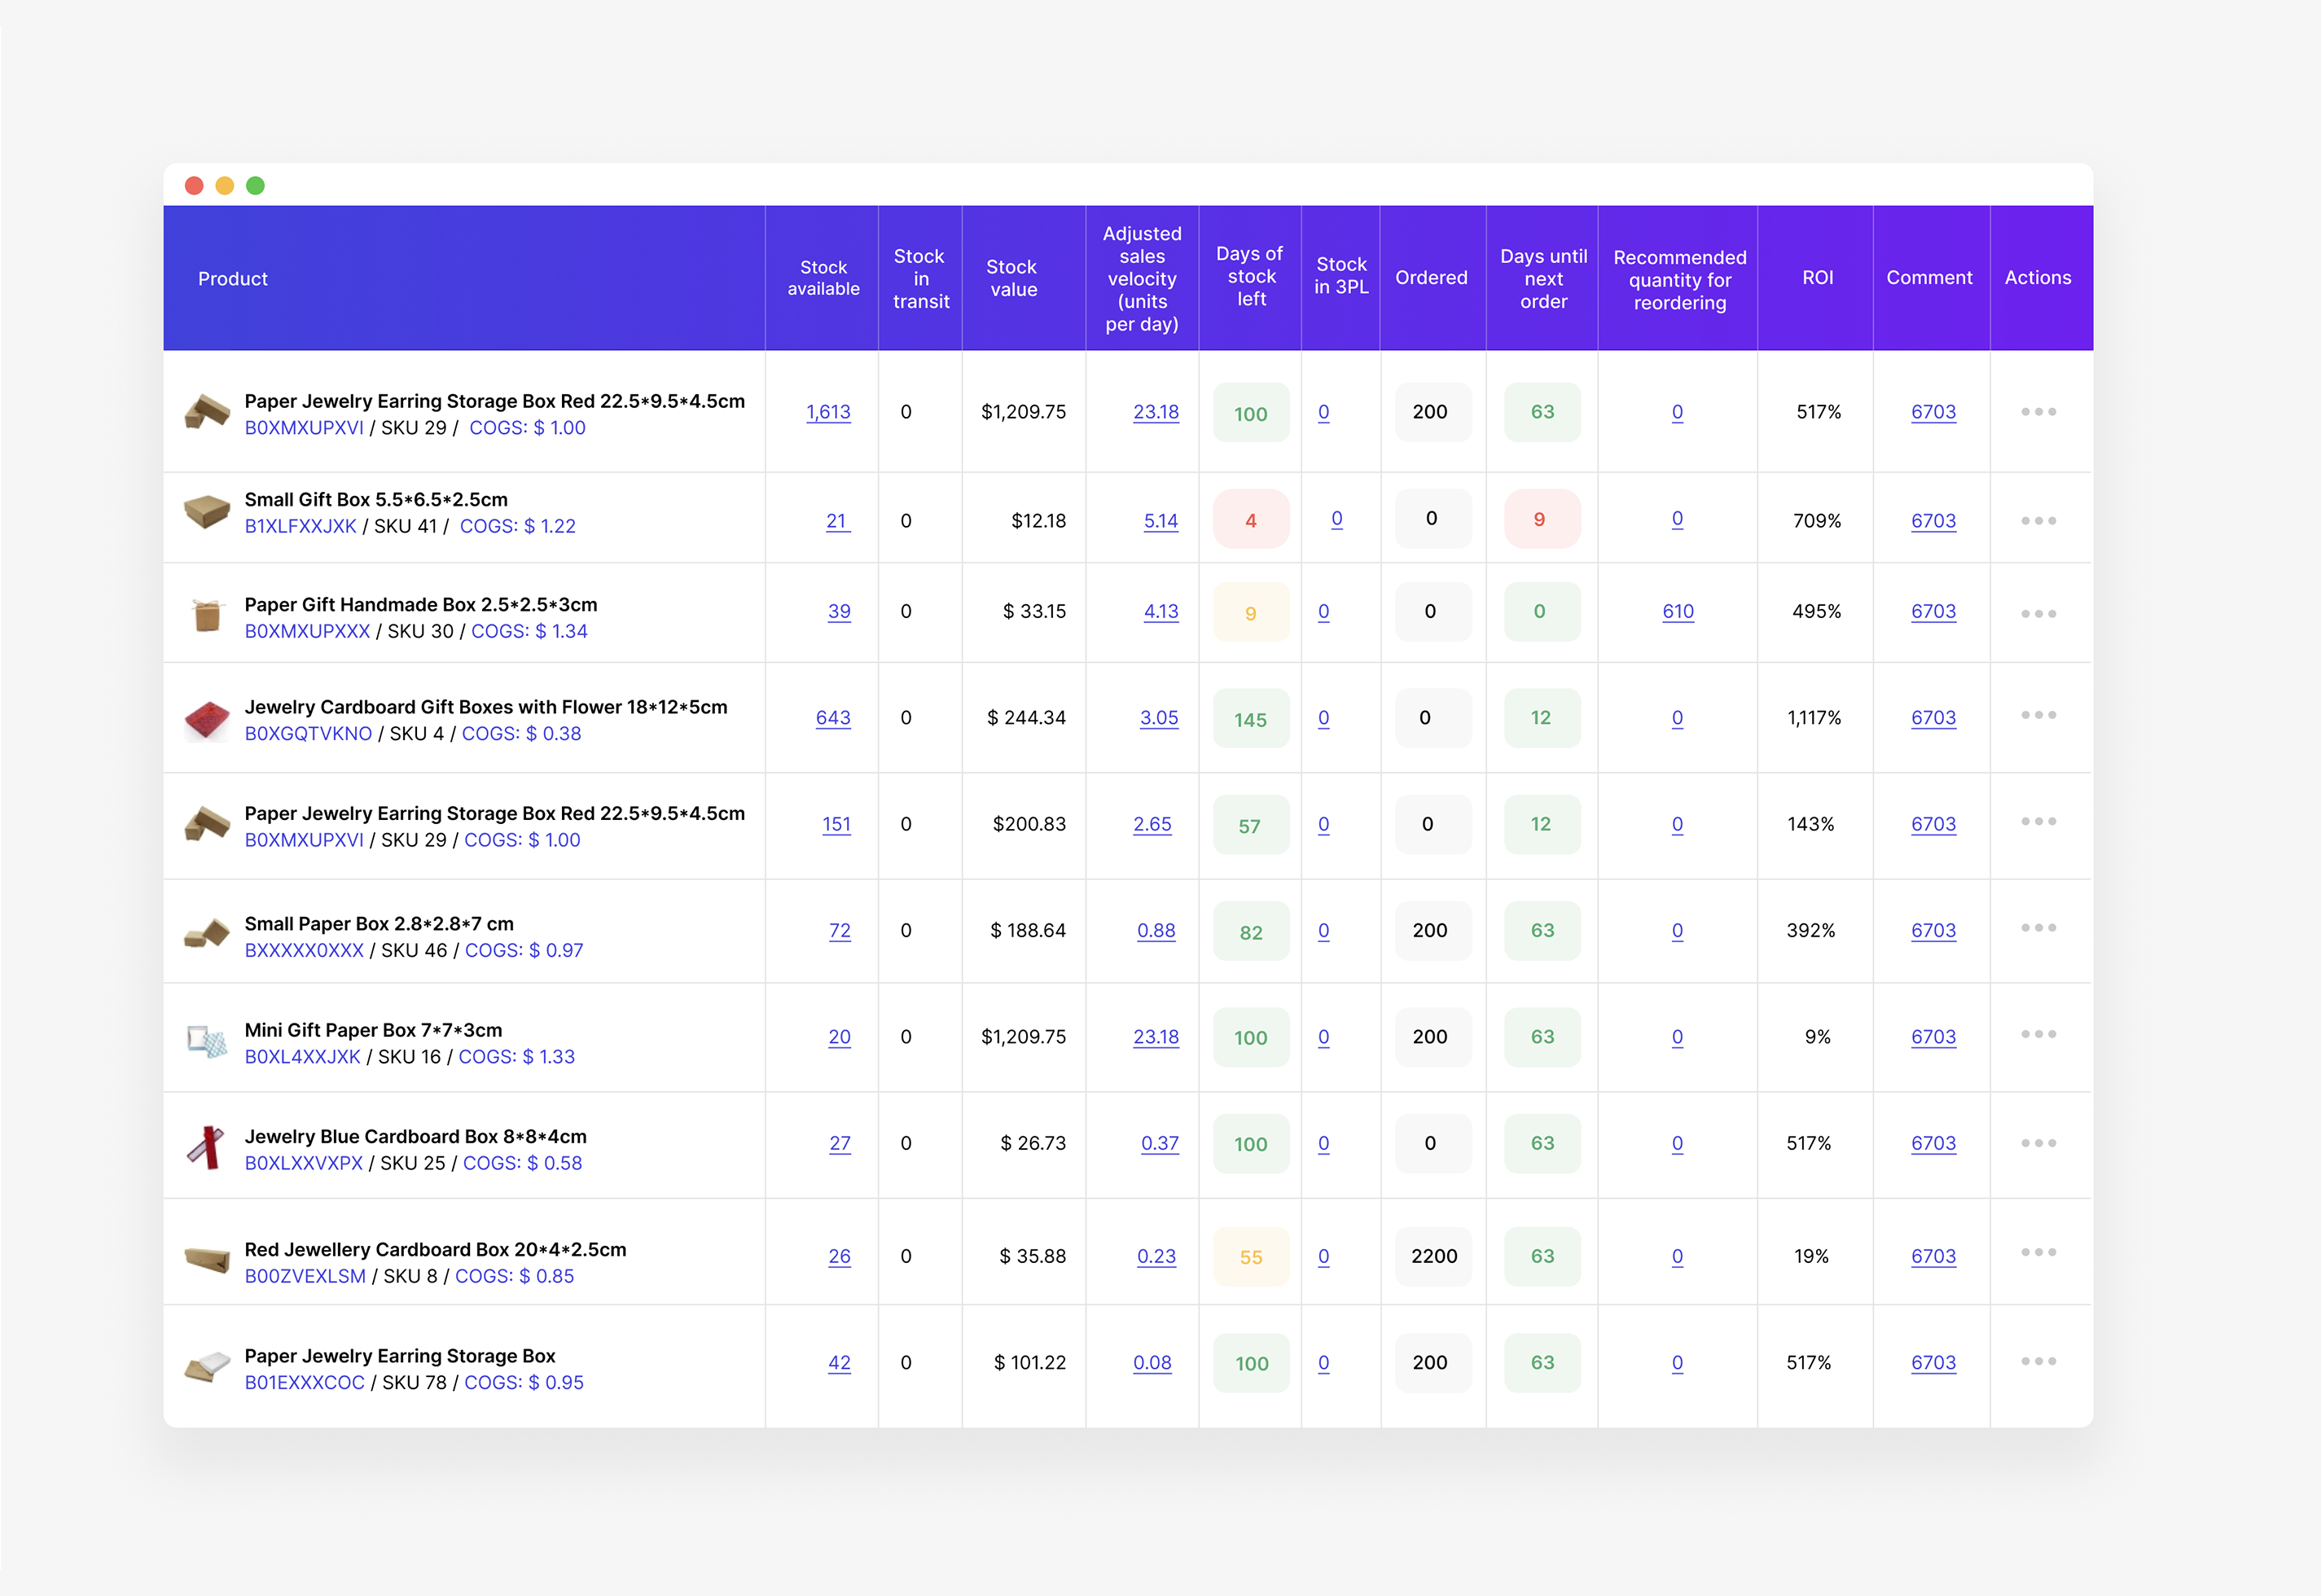 Product
Stock
available
Stock
in
transit
Stock
value
Adjusted
sales
velocity
(units
per day)
Days of
stock
left
Stock
in 3PL
Ordered
Days until
next
order
Recommended
quantity for
reordering
ROI
Comment
Actions
Paper Jewelry Earring Storage Box Red 22.5*9.5*4.5cm
B0XMXUPXVI / SKU 29 / COGS: $ 1.00
1,613 0 $1,209.75 23.18 100 0 200 63 0 517% 6703
Small Gift Box 5.5*6.5*2.5cm
B1XLFXXJXK / SKU 41 / COGS: $ 1.22
21 0 $12.18 5.14 4 0 0 9 0 709% 6703
Paper Gift Handmade Box 2.5*2.5*3cm
B0XMXUPXXX / SKU 30 / COGS: $ 1.34
39 0 $ 33.15 4.13 9 0 0 0 610 495% 6703
Jewelry Cardboard Gift Boxes with Flower 18*12*5cm
B0XGQTVKNO / SKU 4 / COGS: $ 0.38
643 0 $ 244.34 3.05 145 0 0 12 0 1,117% 6703
Paper Jewelry Earring Storage Box Red 22.5*9.5*4.5cm
B0XMXUPXVI / SKU 29 / COGS: $ 1.00
151 0 $200.83 2.65 57 0 0 12 0 143% 6703
Small Paper Box 2.8*2.8*7 cm
BXXXXX0XXX / SKU 46 / COGS: $ 0.97
72 0 $ 188.64 0.88 82 0 200 63 0 392% 6703
Mini Gift Paper Box 7*7*3cm
B0XL4XXJXK / SKU 16 / COGS: $ 1.33
20 0 $1,209.75 23.18 100 0 200 63 0 9% 6703
Jewelry Blue Cardboard Box 8*8*4cm
B0XLXXVXPX / SKU 25 / COGS: $ 0.58
27 0 $ 26.73 0.37 100 0 0 63 0 517% 6703
Red Jewellery Cardboard Box 20*4*2.5cm
B00ZVEXLSM / SKU 8 / COGS: $ 0.85
26 0 $ 35.88 0.23 55 0 2200 63 0 19% 6703
Paper Jewelry Earring Storage Box
B01EXXXCOC / SKU 78 / COGS: $ 0.95
42 0 $ 101.22 0.08 100 0 200 63 0 517% 6703